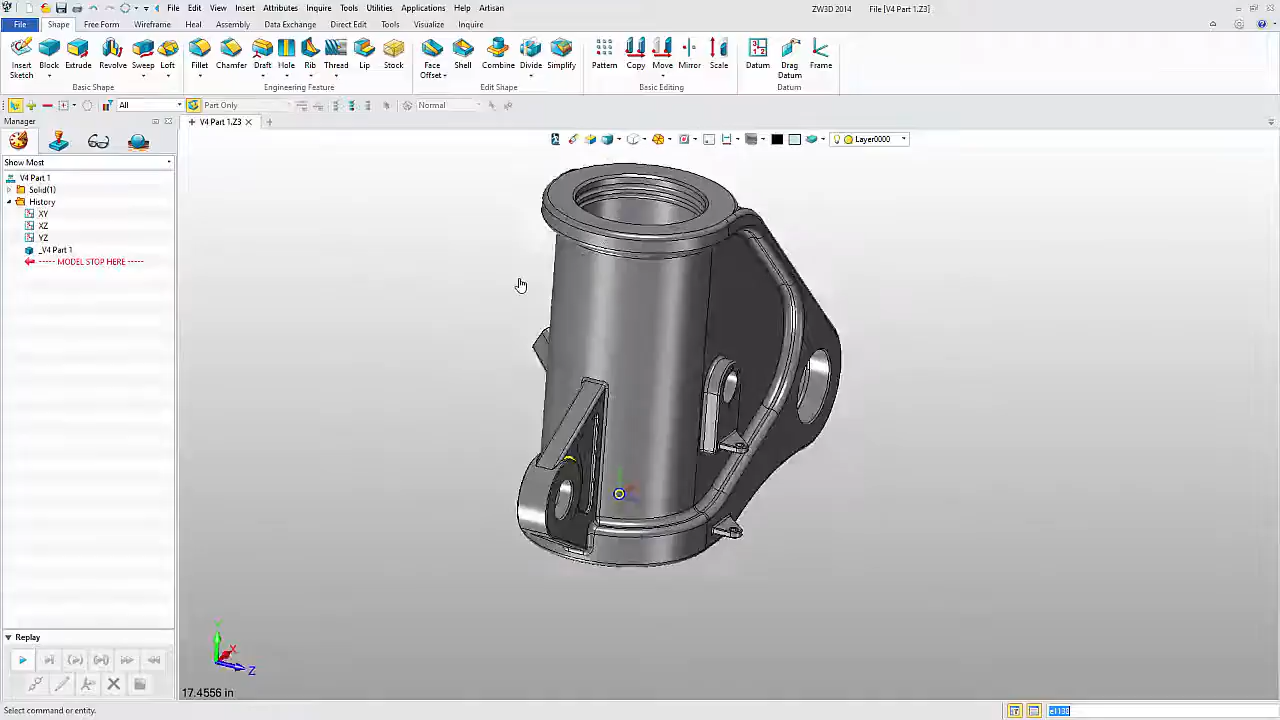 File Edit View Insert Attributes Inquire Tools Utilities Applications Help Artisan ZW3D 2014 File [V4 Part 1.Z3]
File Shape Free Form Wireframe Heal Assembly Data Exchange Direct Edit Tools Visualize Inquire
Insert Sketch Block Extrude Revolve Sweep Loft Fillet Chamfer Draft Hole Rib Thread Lip Stock Face Offset Shell Combine Divide Simplify Pattern Copy Move Mirror Scale Datum Drag Datum Frame
Basic Shape Engineering Feature Edit Shape Basic Editing Datum
All Part Only Normal
Manager V4 Part 1.Z3
Layer0000
Show Most
V4 Part 1
Solid(1)
History
XY
XZ
YZ
_V4 Part 1
----- MODEL STOP HERE -----
Replay
Y
X
Z
17.4556 in
Select command or entity.